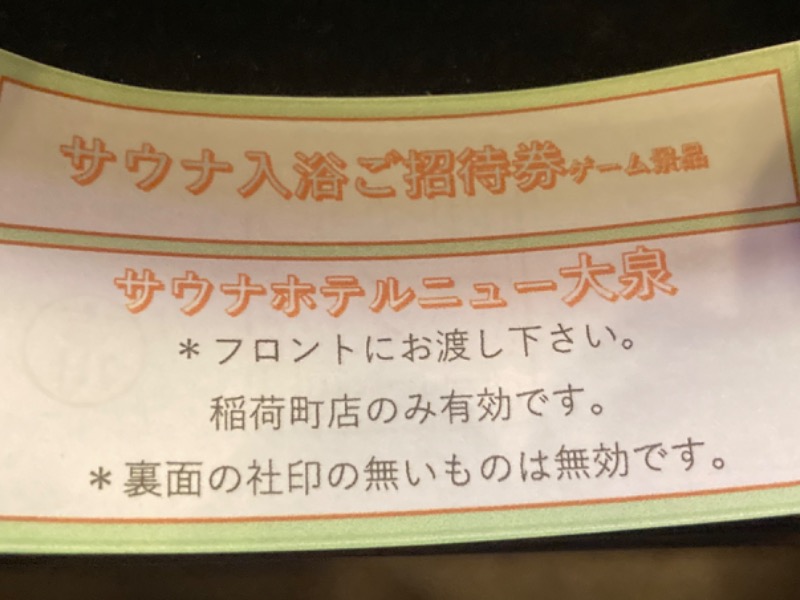 サウナ入浴ご招待券ゲーム景品
サウナホテルニュー大泉
＊フロントにお渡し下さい。
稲荷町店のみ有効です。
＊裏面の社印の無いものは無効です。